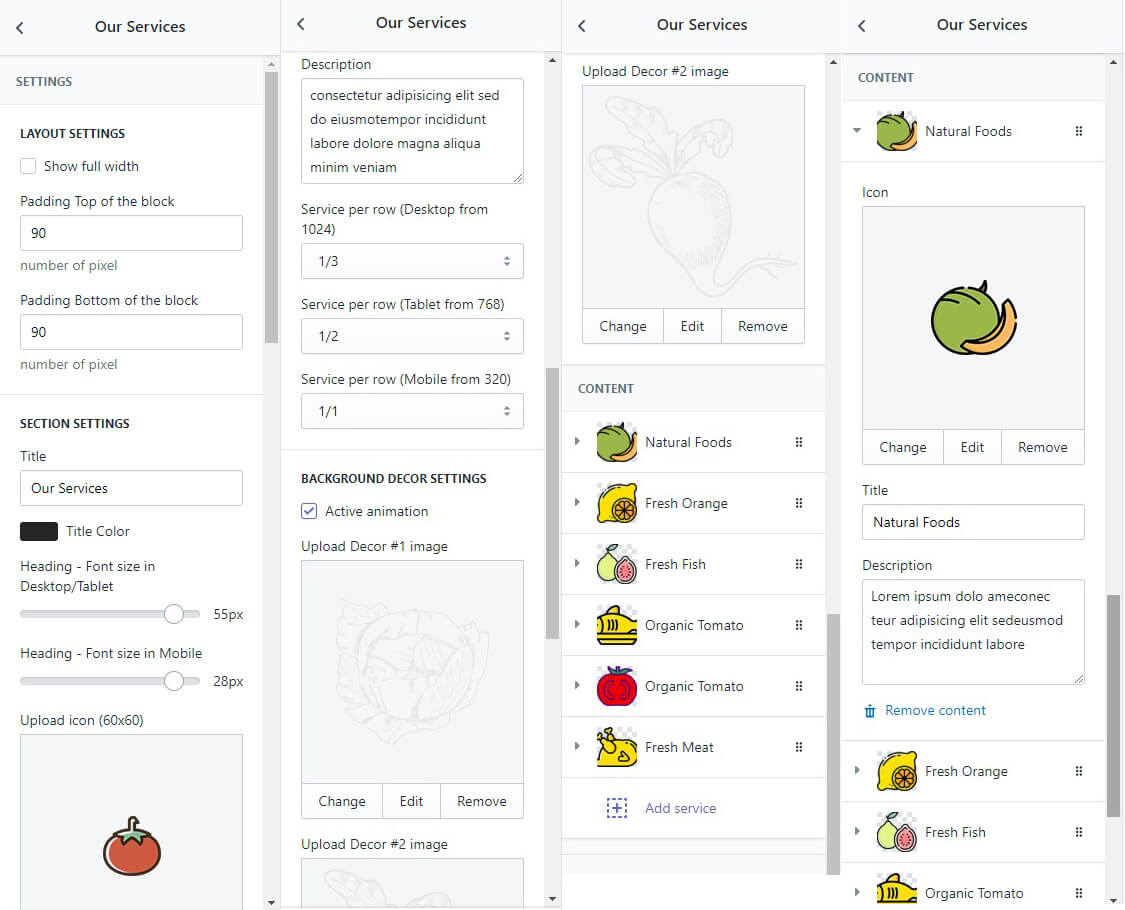 Our Services
SETTINGS
LAYOUT SETTINGS
Show full width
Padding Top of the block
90
number of pixel
Padding Bottom of the block
90
number of pixel
SECTION SETTINGS
Title
Our Services
Title Color
Heading - Font size in
Desktop/Tablet
55px
Heading - Font size in Mobile
28px
Upload icon (60x60)
Our Services
Description
consectetur adipisicing elit sed
do eiusmotempor incididunt
labore dolore magna aliqua
minim veniam
Service per row (Desktop from
1024)
1/3
Service per row (Tablet from 768)
1/2
Service per row (Mobile from 320)
1/1
BACKGROUND DECOR SETTINGS
Active animation
Upload Decor #1 image
Change Edit Remove
Upload Decor #2 image
Our Services
Upload Decor #2 image
Change Edit Remove
CONTENT
Natural Foods
Fresh Orange
Fresh Fish
Organic Tomato
Organic Tomato
Fresh Meat
Add service
Our Services
CONTENT
Natural Foods
Icon
Change Edit Remove
Title
Natural Foods
Description
Lorem ipsum dolo ameconec
teur adipisicing elit sedeusmod
tempor incididunt labore
Remove content
Fresh Orange
Fresh Fish
Organic Tomato